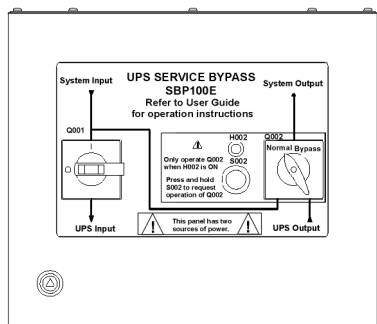 UPS SERVICE BYPASS
SBP100E
Refer to User Guide
for operation instructions
System Input
System Output
Q001
I
O
UPS Input
H002
Q002
Only operate Q002
when H002 is ON
S002
Press and hold
S002 to request
operation of Q002
Normal Bypass
This panel has two
sources of power.
UPS Output